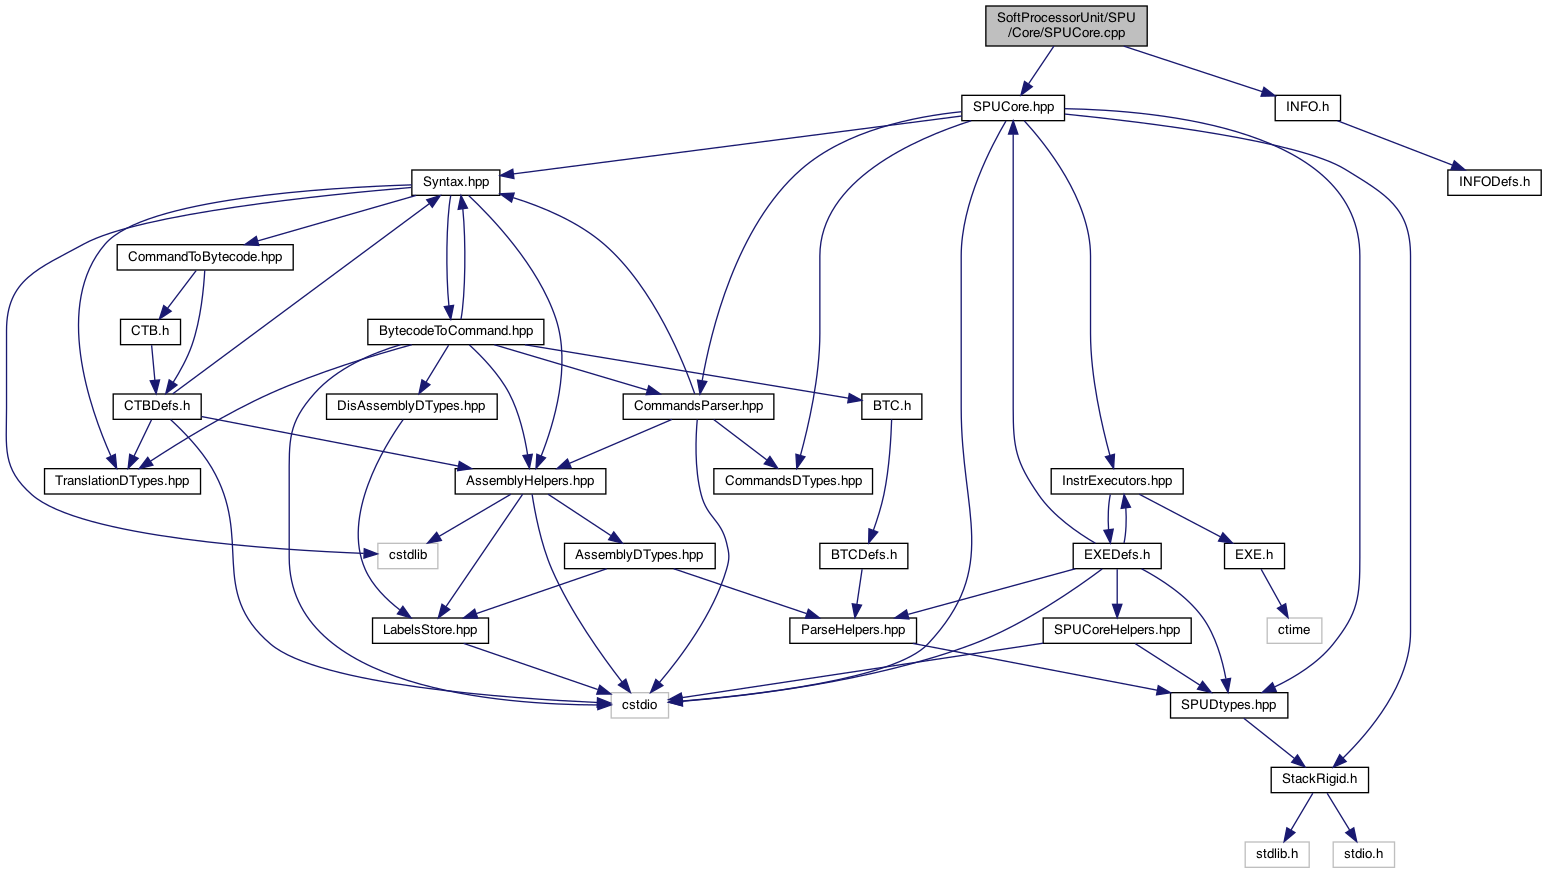 SoftProcessorUnit/SPU
/Core/SPUCore.cpp
SPUCore.hpp
INFO.h
Syntax.hpp
INFODefs.h
CommandToBytecode.hpp
CTB.h
BytecodeToCommand.hpp
CTBDefs.h
DisAssemblyDTypes.hpp
CommandsParser.hpp
BTC.h
TranslationDTypes.hpp
AssemblyHelpers.hpp
CommandsDTypes.hpp
InstrExecutors.hpp
cstdlib
AssemblyDTypes.hpp
BTCDefs.h
EXEDefs.h
EXE.h
LabelsStore.hpp
ParseHelpers.hpp
SPUCoreHelpers.hpp
ctime
cstdio
SPUDtypes.hpp
StackRigid.h
stdlib.h
stdio.h